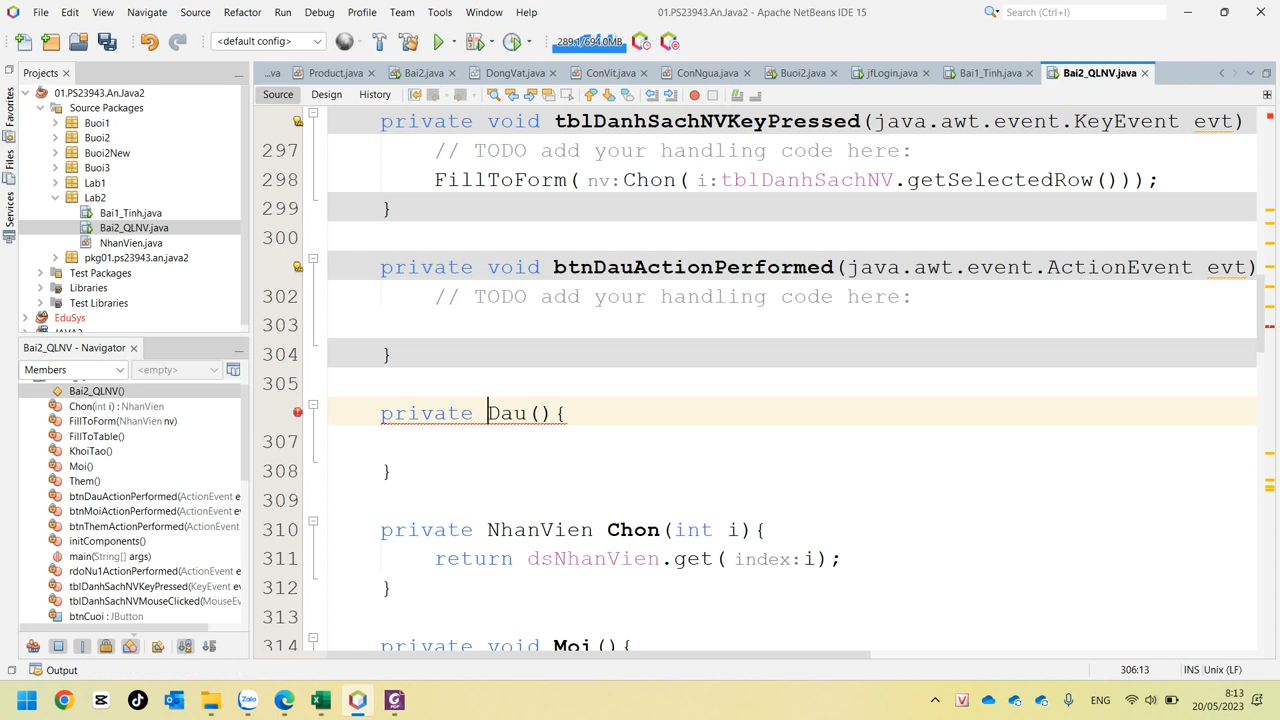 File Edit View Navigate Source Refactor Run Debug Profile Team Tools Window Help 01.PS23943.AnJava2 - Apache NetBeans IDE 15 Search (Ctrl+I)
<default config> 289.1/694.0MB
Projects ...va Product.java Bai2.java DongVat.java ConVit.java ConNgua.java Buoi2.java jfLogin.java Bai1_Tinh.java Bai2_QLNV.java
01.PS23943.AnJava2
Source Packages
Buoi1
Buoi2
Buoi2New
Buoi3
Lab1
Lab2
Bai1_Tinh.java
Bai2_QLNV.java
NhanVien.java
pkg01.ps23943.an.java2
Test Packages
Libraries
Test Libraries
EduSys
JAVA2
Favorites
Files
Services
Bai2_QLNV - Navigator
Members <empty>
Bai2_QLNV()
Chon(int i) : NhanVien
FillToForm(NhanVien nv)
FillToTable()
KhoiTao()
Moi()
Them()
btnDauActionPerformed(ActionEvent e
btnMoiActionPerformed(ActionEvent e
btnThemActionPerformed(ActionEvent
initComponents()
main(String[] args)
rdoNu1ActionPerformed(ActionEvent e
tblDanhSachNVKeyPressed(KeyEvent e
tblDanhSachNVMouseClicked(MouseEv
btnCuoi : JButton
Source Design History
private void tblDanhSachNVKeyPressed(java.awt.event.KeyEvent evt)
297 // TODO add your handling code here:
298 FillToForm( nv:Chon( i:tblDanhSachNV.getSelectedRow()));
299 }
300
private void btnDauActionPerformed(java.awt.event.ActionEvent evt)
302 // TODO add your handling code here:
303
304 }
305
private Dau(){
307
308 }
309
310 private NhanVien Chon(int i){
311 return dsNhanVien.get( index:i);
312 }
313
314 private void Moi(){
Output 306:13 INS Unix (LF)
ENG 8:13
20/05/2023